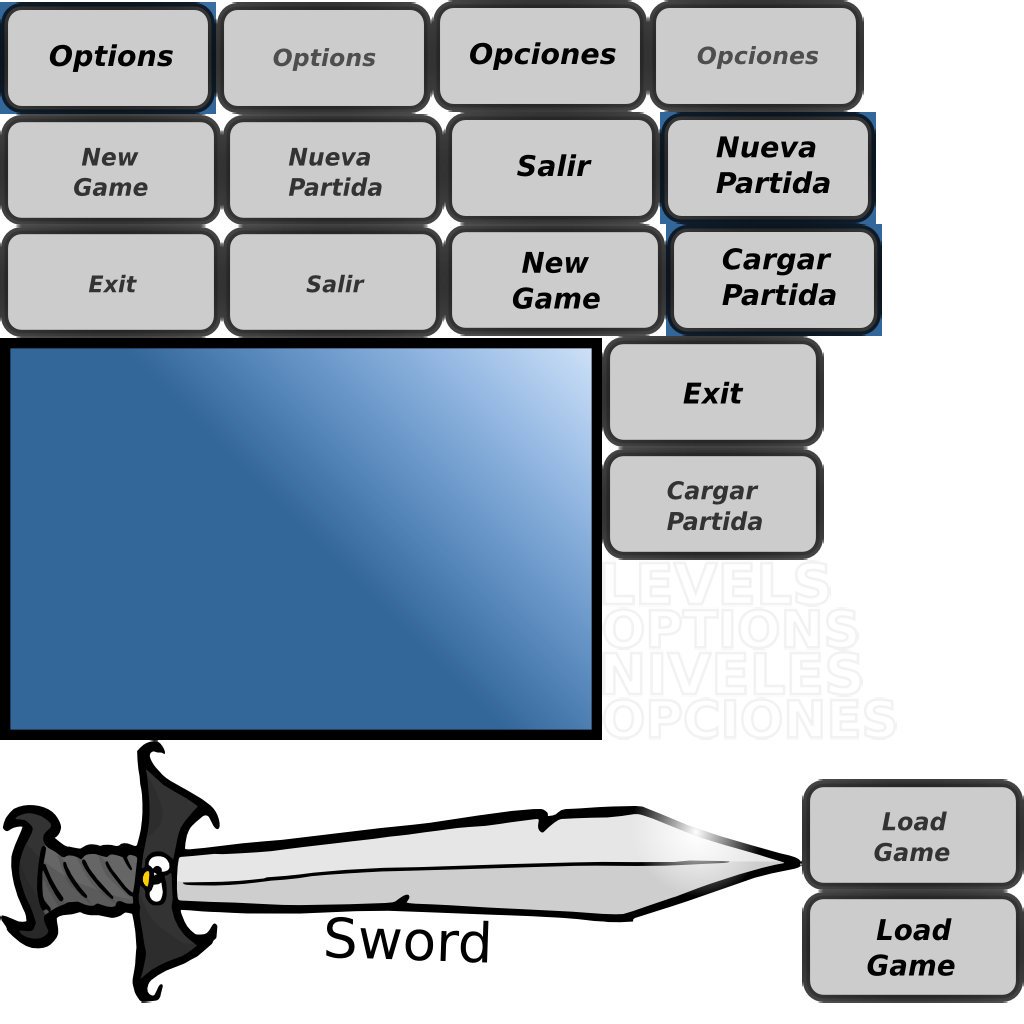 Options
Options
Opciones
Opciones
New
Game
Nueva
Partida
Salir
Nueva
Partida
Exit
Salir
New
Game
Cargar
Partida
Exit
Cargar
Partida
LEVELS
OPTIONS
NIVELES
OPCIONES
Sword
Load
Game
Load
Game